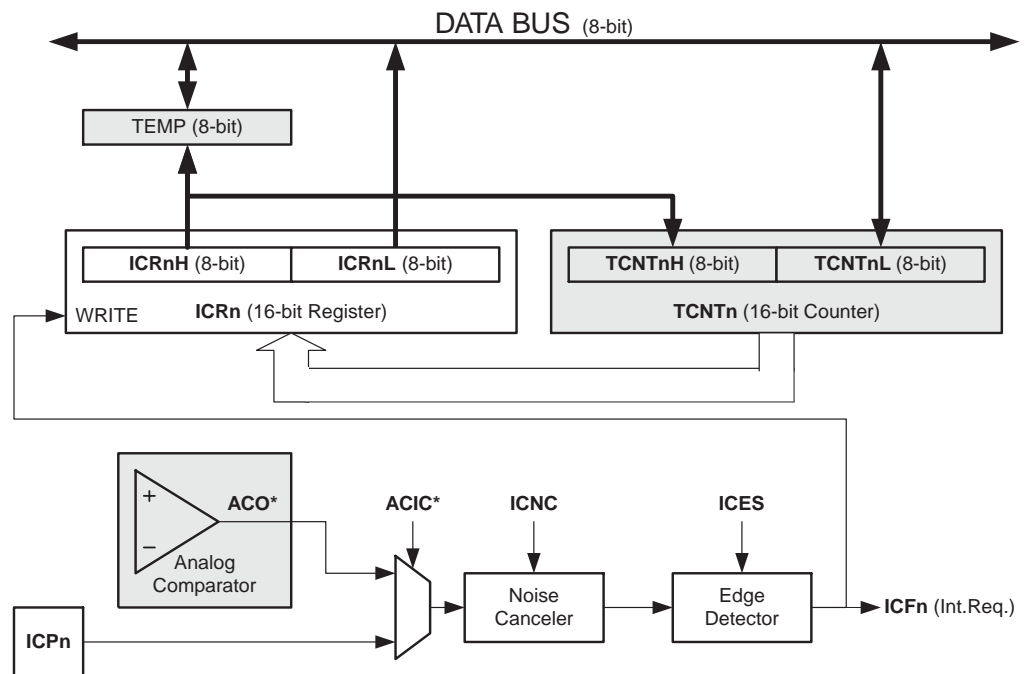 DATA BUS (8-bit)
TEMP (8-bit)
ICRnH (8-bit)
ICRnL (8-bit)
TCNTnH (8-bit)
TCNTnL (8-bit)
WRITE
ICRn (16-bit Register)
TCNTn (16-bit Counter)
+
−
ACO*
Analog
Comparator
ACIC*
ICNC
ICES
Noise
Canceler
Edge
Detector
ICFn (Int.Req.)
ICPn